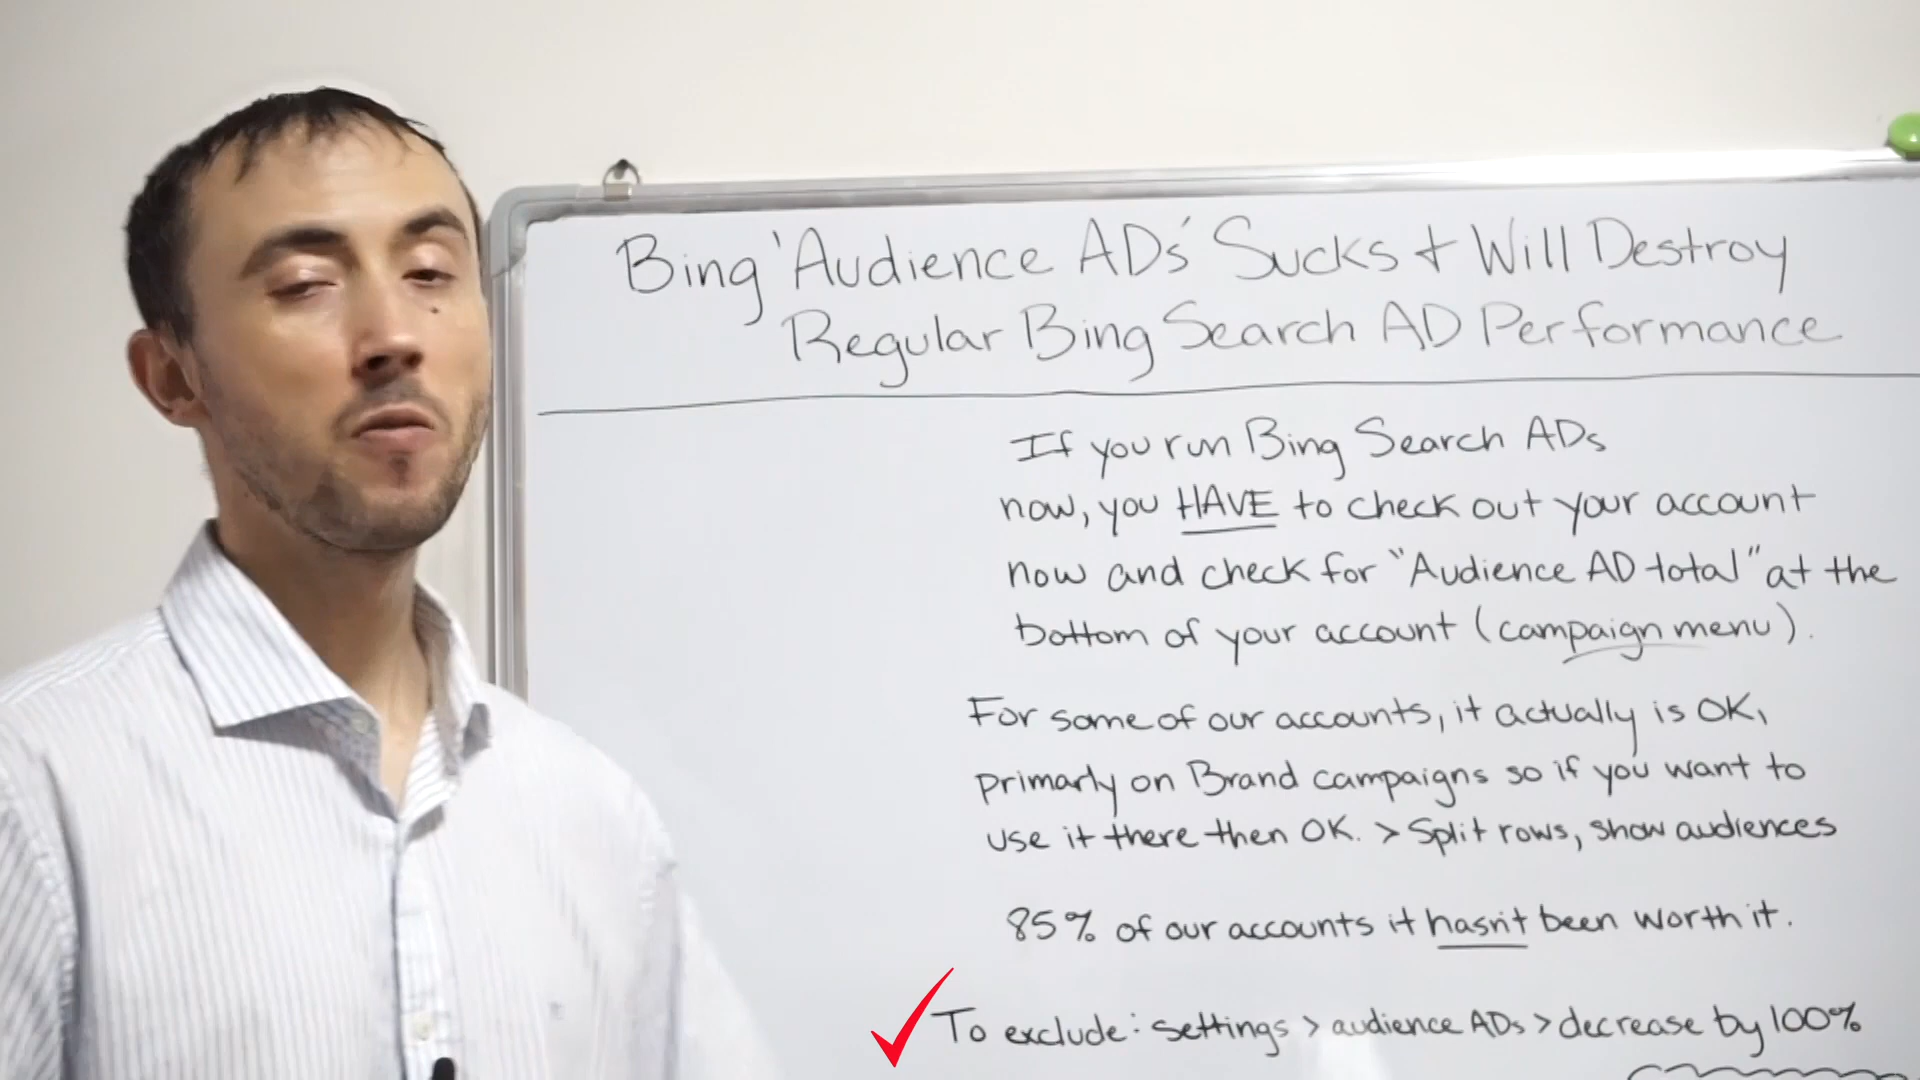 Bing 'Audience ADs' Sucks + Will Destroy
Regular Bing Search AD Performance
If you run Bing Search ADs
now, you HAVE to check out your account
now and check for "Audience AD total" at the
bottom of your account (campaign menu).
For some of our accounts, it actually is OK,
primarly on Brand campaigns so if you want to
use it there then OK. > Split rows, show audiences
85% of our accounts it hasn't been worth it.
To exclude: settings > audience ADs > decrease by 100%